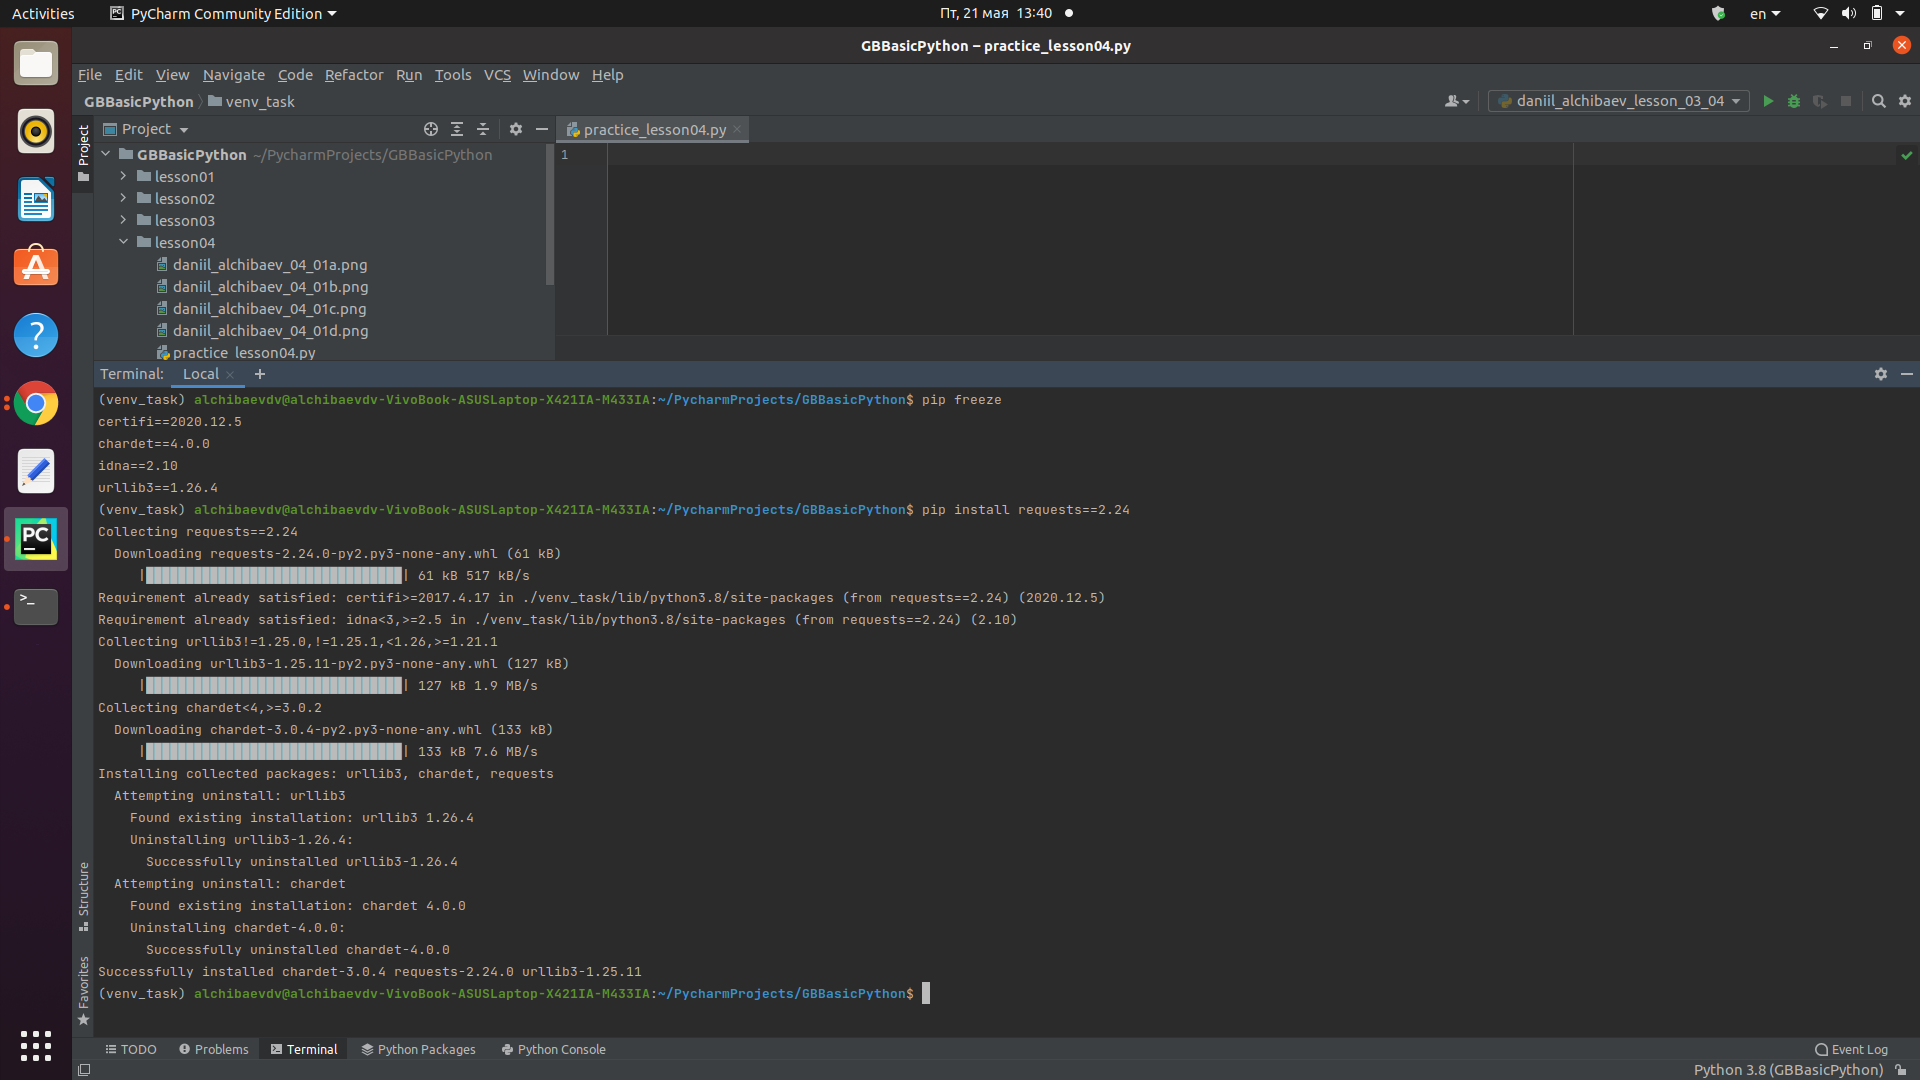 Activities
PyCharm Community Edition
Пт, 21 мая 13:40
en
GBBasicPython – practice_lesson04.py
File Edit View Navigate Code Refactor Run Tools VCS Window Help
GBBasicPython venv_task
daniil_alchibaev_lesson_03_04
Project
Project
practice_lesson04.py
GBBasicPython ~/PycharmProjects/GBBasicPython
1
lesson01
lesson02
lesson03
lesson04
daniil_alchibaev_04_01a.png
daniil_alchibaev_04_01b.png
daniil_alchibaev_04_01c.png
daniil_alchibaev_04_01d.png
practice_lesson04.py
Terminal: Local
(venv_task) alchibaevdv@alchibaevdv-VivoBook-ASUSLaptop-X421IA-M433IA:~/PycharmProjects/GBBasicPython$ pip freeze
certifi==2020.12.5
chardet==4.0.0
idna==2.10
urllib3==1.26.4
(venv_task) alchibaevdv@alchibaevdv-VivoBook-ASUSLaptop-X421IA-M433IA:~/PycharmProjects/GBBasicPython$ pip install requests==2.24
Collecting requests==2.24
Downloading requests-2.24.0-py2.py3-none-any.whl (61 kB)
|████████████████████████████████| 61 kB 517 kB/s
Requirement already satisfied: certifi>=2017.4.17 in ./venv_task/lib/python3.8/site-packages (from requests==2.24) (2020.12.5)
Requirement already satisfied: idna<3,>=2.5 in ./venv_task/lib/python3.8/site-packages (from requests==2.24) (2.10)
Collecting urllib3!=1.25.0,!=1.25.1,<1.26,>=1.21.1
Downloading urllib3-1.25.11-py2.py3-none-any.whl (127 kB)
|████████████████████████████████| 127 kB 1.9 MB/s
Collecting chardet<4,>=3.0.2
Downloading chardet-3.0.4-py2.py3-none-any.whl (133 kB)
|████████████████████████████████| 133 kB 7.6 MB/s
Installing collected packages: urllib3, chardet, requests
Attempting uninstall: urllib3
Found existing installation: urllib3 1.26.4
Uninstalling urllib3-1.26.4:
Successfully uninstalled urllib3-1.26.4
Attempting uninstall: chardet
Found existing installation: chardet 4.0.0
Uninstalling chardet-4.0.0:
Successfully uninstalled chardet-4.0.0
Successfully installed chardet-3.0.4 requests-2.24.0 urllib3-1.25.11
(venv_task) alchibaevdv@alchibaevdv-VivoBook-ASUSLaptop-X421IA-M433IA:~/PycharmProjects/GBBasicPython$
Structure
Favorites
TODO Problems Terminal Python Packages Python Console
Event Log
Python 3.8 (GBBasicPython)
PC